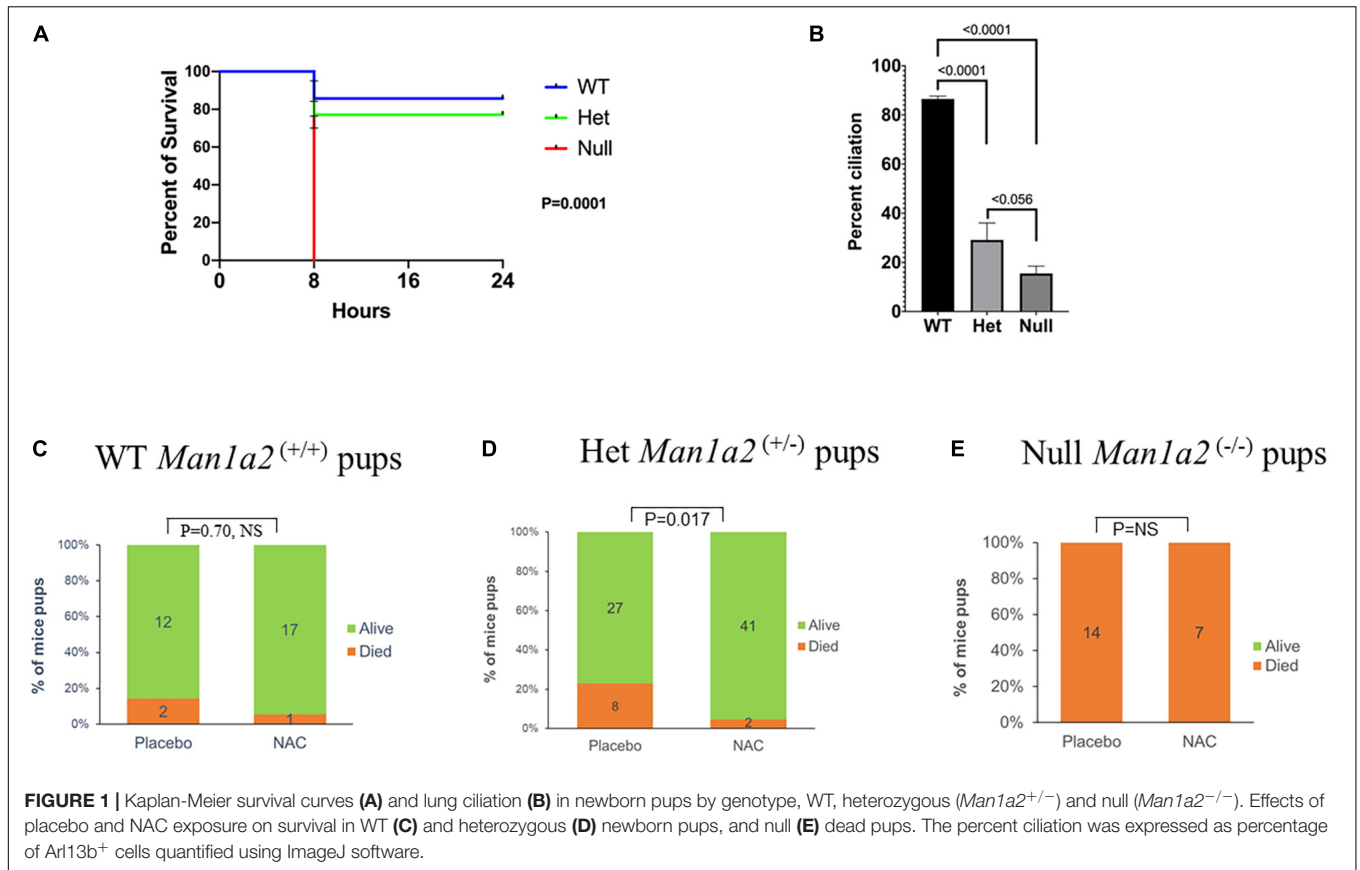 A
100
80
60
40
20
0
0
8
16
24
Percent of Survival
Hours
WT
Het
Null
P=0.0001
B
<0.0001
<0.0001
<0.056
100
80
60
40
20
0
Percent ciliation
WT
Het
Null
C
WT Man1a2 (+/+) pups
P=0.70, NS
100%
80%
60%
40%
20%
0%
% of mice pups
12
17
2
1
Alive
Died
Placebo
NAC
D
Het Man1a2 (+/-) pups
P=0.017
100%
80%
60%
40%
20%
0%
% of mice pups
27
41
8
2
Alive
Died
Placebo
NAC
E
Null Man1a2 (-/-) pups
P=NS
100%
80%
60%
40%
20%
0%
% of mice pups
14
7
Alive
Died
Placebo
NAC
FIGURE 1 | Kaplan-Meier survival curves (A) and lung ciliation (B) in newborn pups by genotype, WT, heterozygous (Man1a2+/−) and null (Man1a2−/−). Effects of
placebo and NAC exposure on survival in WT (C) and heterozygous (D) newborn pups, and null (E) dead pups. The percent ciliation was expressed as percentage
of Arl13b+ cells quantified using ImageJ software.